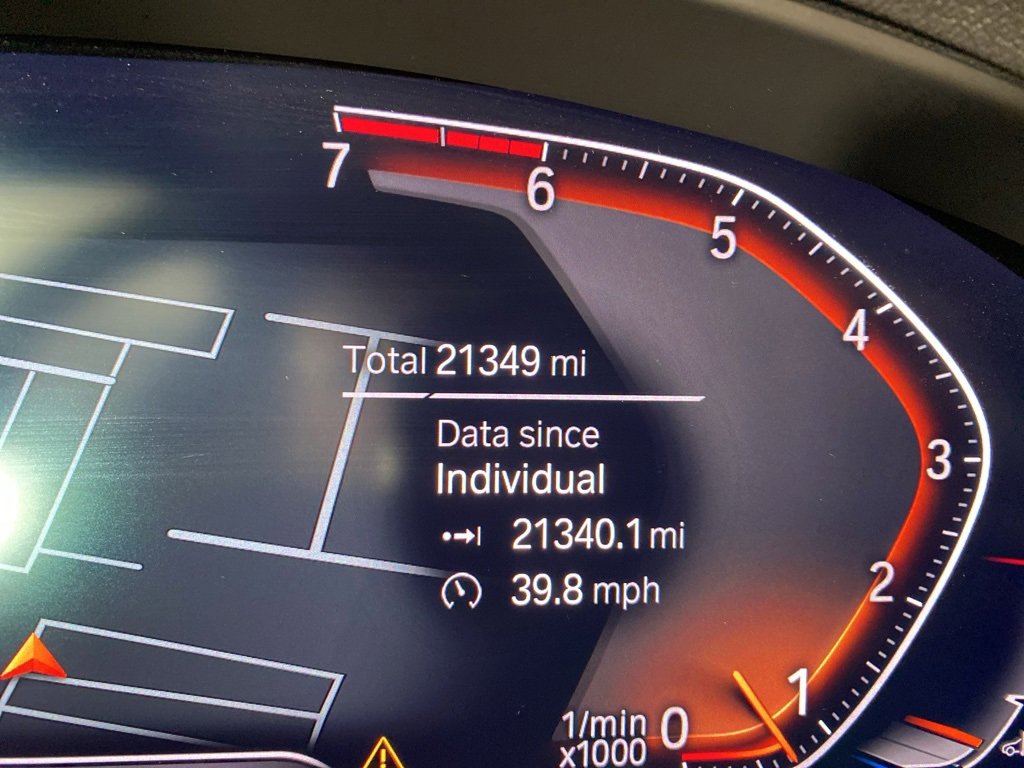 7
6
5
4
Total 21349 mi
Data since
3
Individual
21340.1 mi
2
39.8 mph
1
1/min 0
x1000